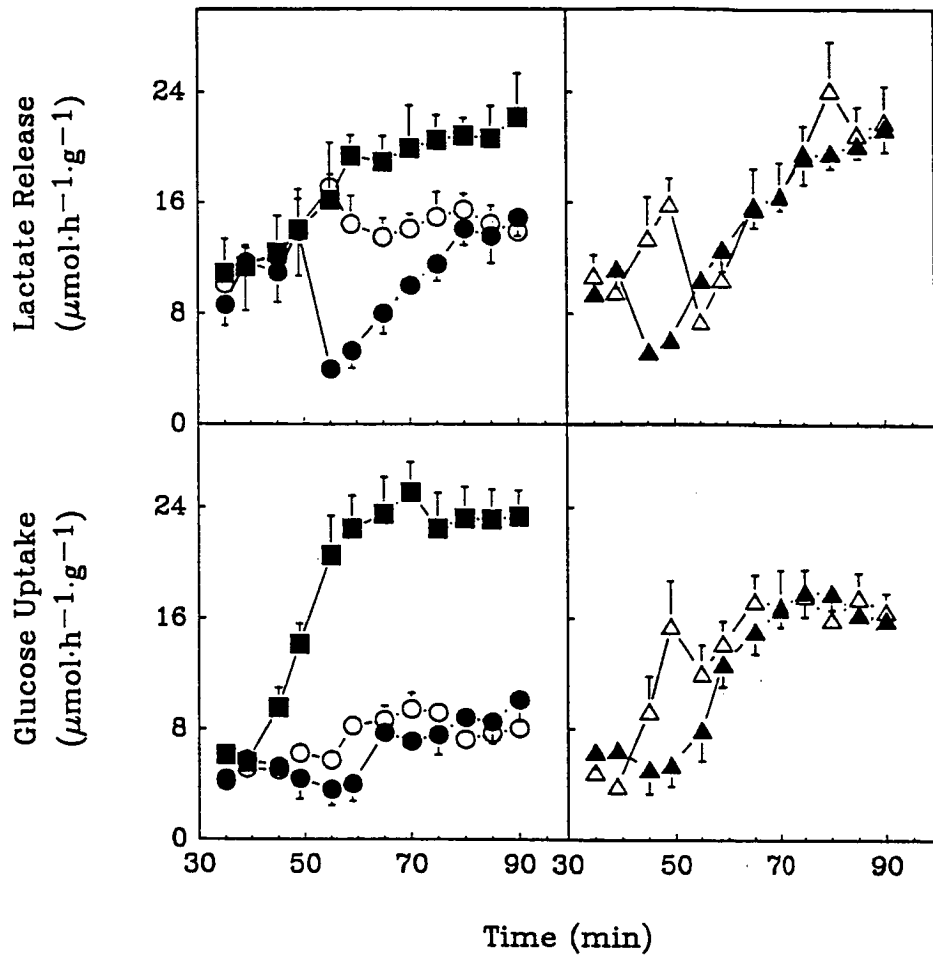 Lactate Release
(μmol·h⁻¹·g⁻¹)
24
16
8
0
Glucose Uptake
(μmol·h⁻¹·g⁻¹)
24
16
8
0
30 50 70 90 30 50 70 90
Time (min)